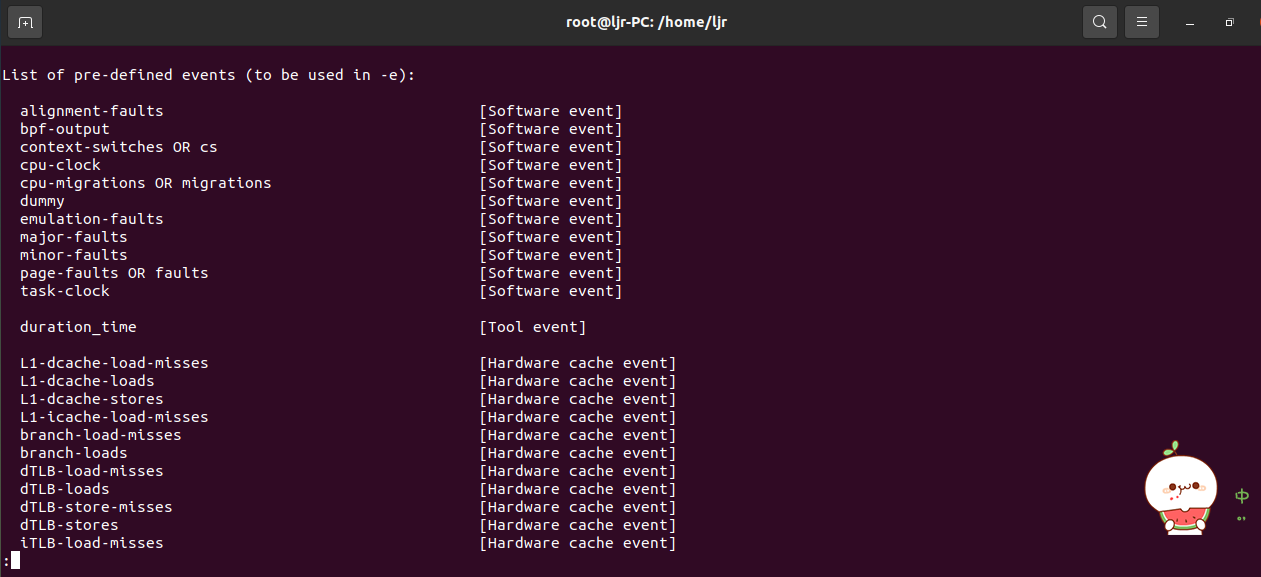 root@ljr-PC: /home/ljr
List of pre-defined events (to be used in -e):
alignment-faults [Software event]
bpf-output [Software event]
context-switches OR cs [Software event]
cpu-clock [Software event]
cpu-migrations OR migrations [Software event]
dummy [Software event]
emulation-faults [Software event]
major-faults [Software event]
minor-faults [Software event]
page-faults OR faults [Software event]
task-clock [Software event]
duration_time [Tool event]
L1-dcache-load-misses [Hardware cache event]
L1-dcache-loads [Hardware cache event]
L1-dcache-stores [Hardware cache event]
L1-icache-load-misses [Hardware cache event]
branch-load-misses [Hardware cache event]
branch-loads [Hardware cache event]
dTLB-load-misses [Hardware cache event]
dTLB-loads [Hardware cache event]
dTLB-store-misses [Hardware cache event]
dTLB-stores [Hardware cache event]
iTLB-load-misses [Hardware cache event]
:
中